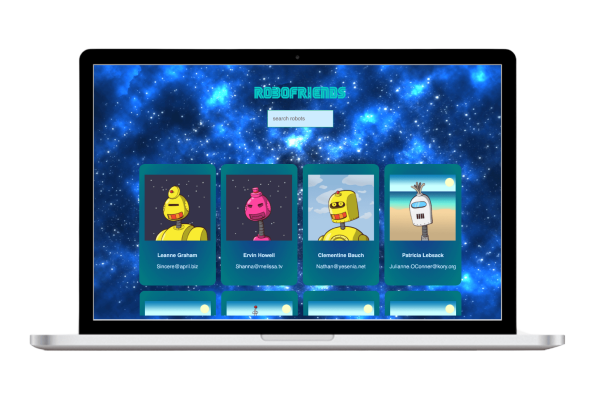 ROBOFRIENDS
search robots
Leanne Graham
Sincere@april.biz
Ervin Howell
Shanna@melissa.tv
Clementine Bauch
Nathan@yesenia.net
Patricia Lebsack
Julianne.OConner@kory.org